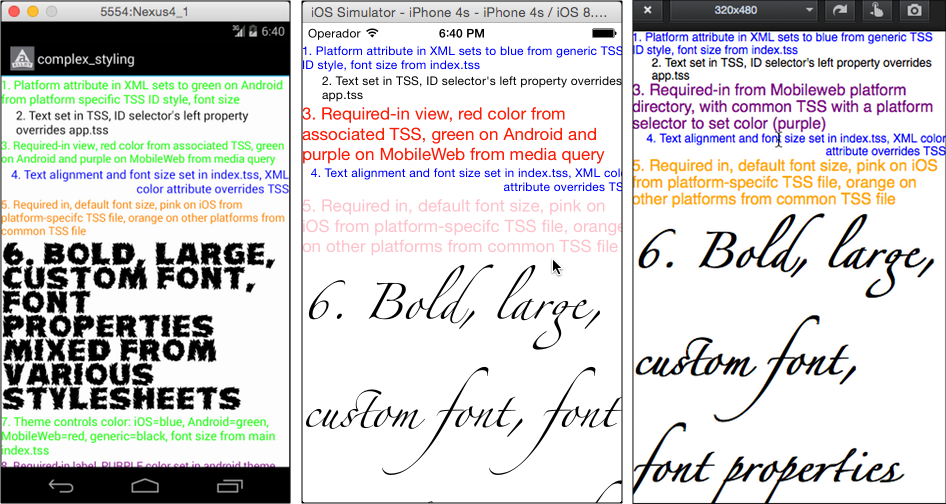 5554:Nexus4_1
6:40
complex_styling
1. Platform attribute in XML sets to green on Android
from platform specific TSS ID style, font size
2. Text set in TSS, ID selector's left property
overrides app.tss
3. Required-in view, red color from associated TSS, green
on Android and purple on MobileWeb from media query
4. Text alignment and font size set in index.tss, XML
color attribute overrides TSS
5. Required in, default font size, pink on iOS from
platform-specifc TSS file, orange on other platforms from
common TSS file
6. BOLD, LARGE,
CUSTOM FONT,
FONT
PROPERTIES
MIXED FROM
VARIOUS
STYLESHEETS
7. Theme controls color: iOS=blue, Android=green,
MobileWeb=red, generic=black, font size from main
index.tss
8. Required-in label, PURPLE color set in android theme
iOS Simulator - iPhone 4s - iPhone 4s / iOS 8....
Operador 6:40 PM
1. Platform attribute in XML sets to blue from generic TSS
ID style, font size from index.tss
2. Text set in TSS, ID selector's left property overrides
app.tss
3. Required-in view, red color from
associated TSS, green on Android and
purple on MobileWeb from media query
4. Text alignment and font size set in index.tss, XML col
attribute overrides TS
5. Required in, default font size, pink on
iOS from platform-specifc TSS file, orange
on other platforms from common TSS file
6. Bold, large,
custom font, font
320x480
1. Platform attribute in XML sets to blue from generic TSS
ID style, font size from index.tss
2. Text set in TSS, ID selector's left property overrides
app.tss
3. Required-in from Mobileweb platform
directory, with common TSS with a platform
selector to set color (purple)
4. Text alignment and font size set in index.tss, XML color
attribute overrides TSS
5. Required in, default font size, pink on iOS
from platform-specifc TSS file, orange on
other platforms from common TSS file
6. Bold, large,
custom font,
font properties